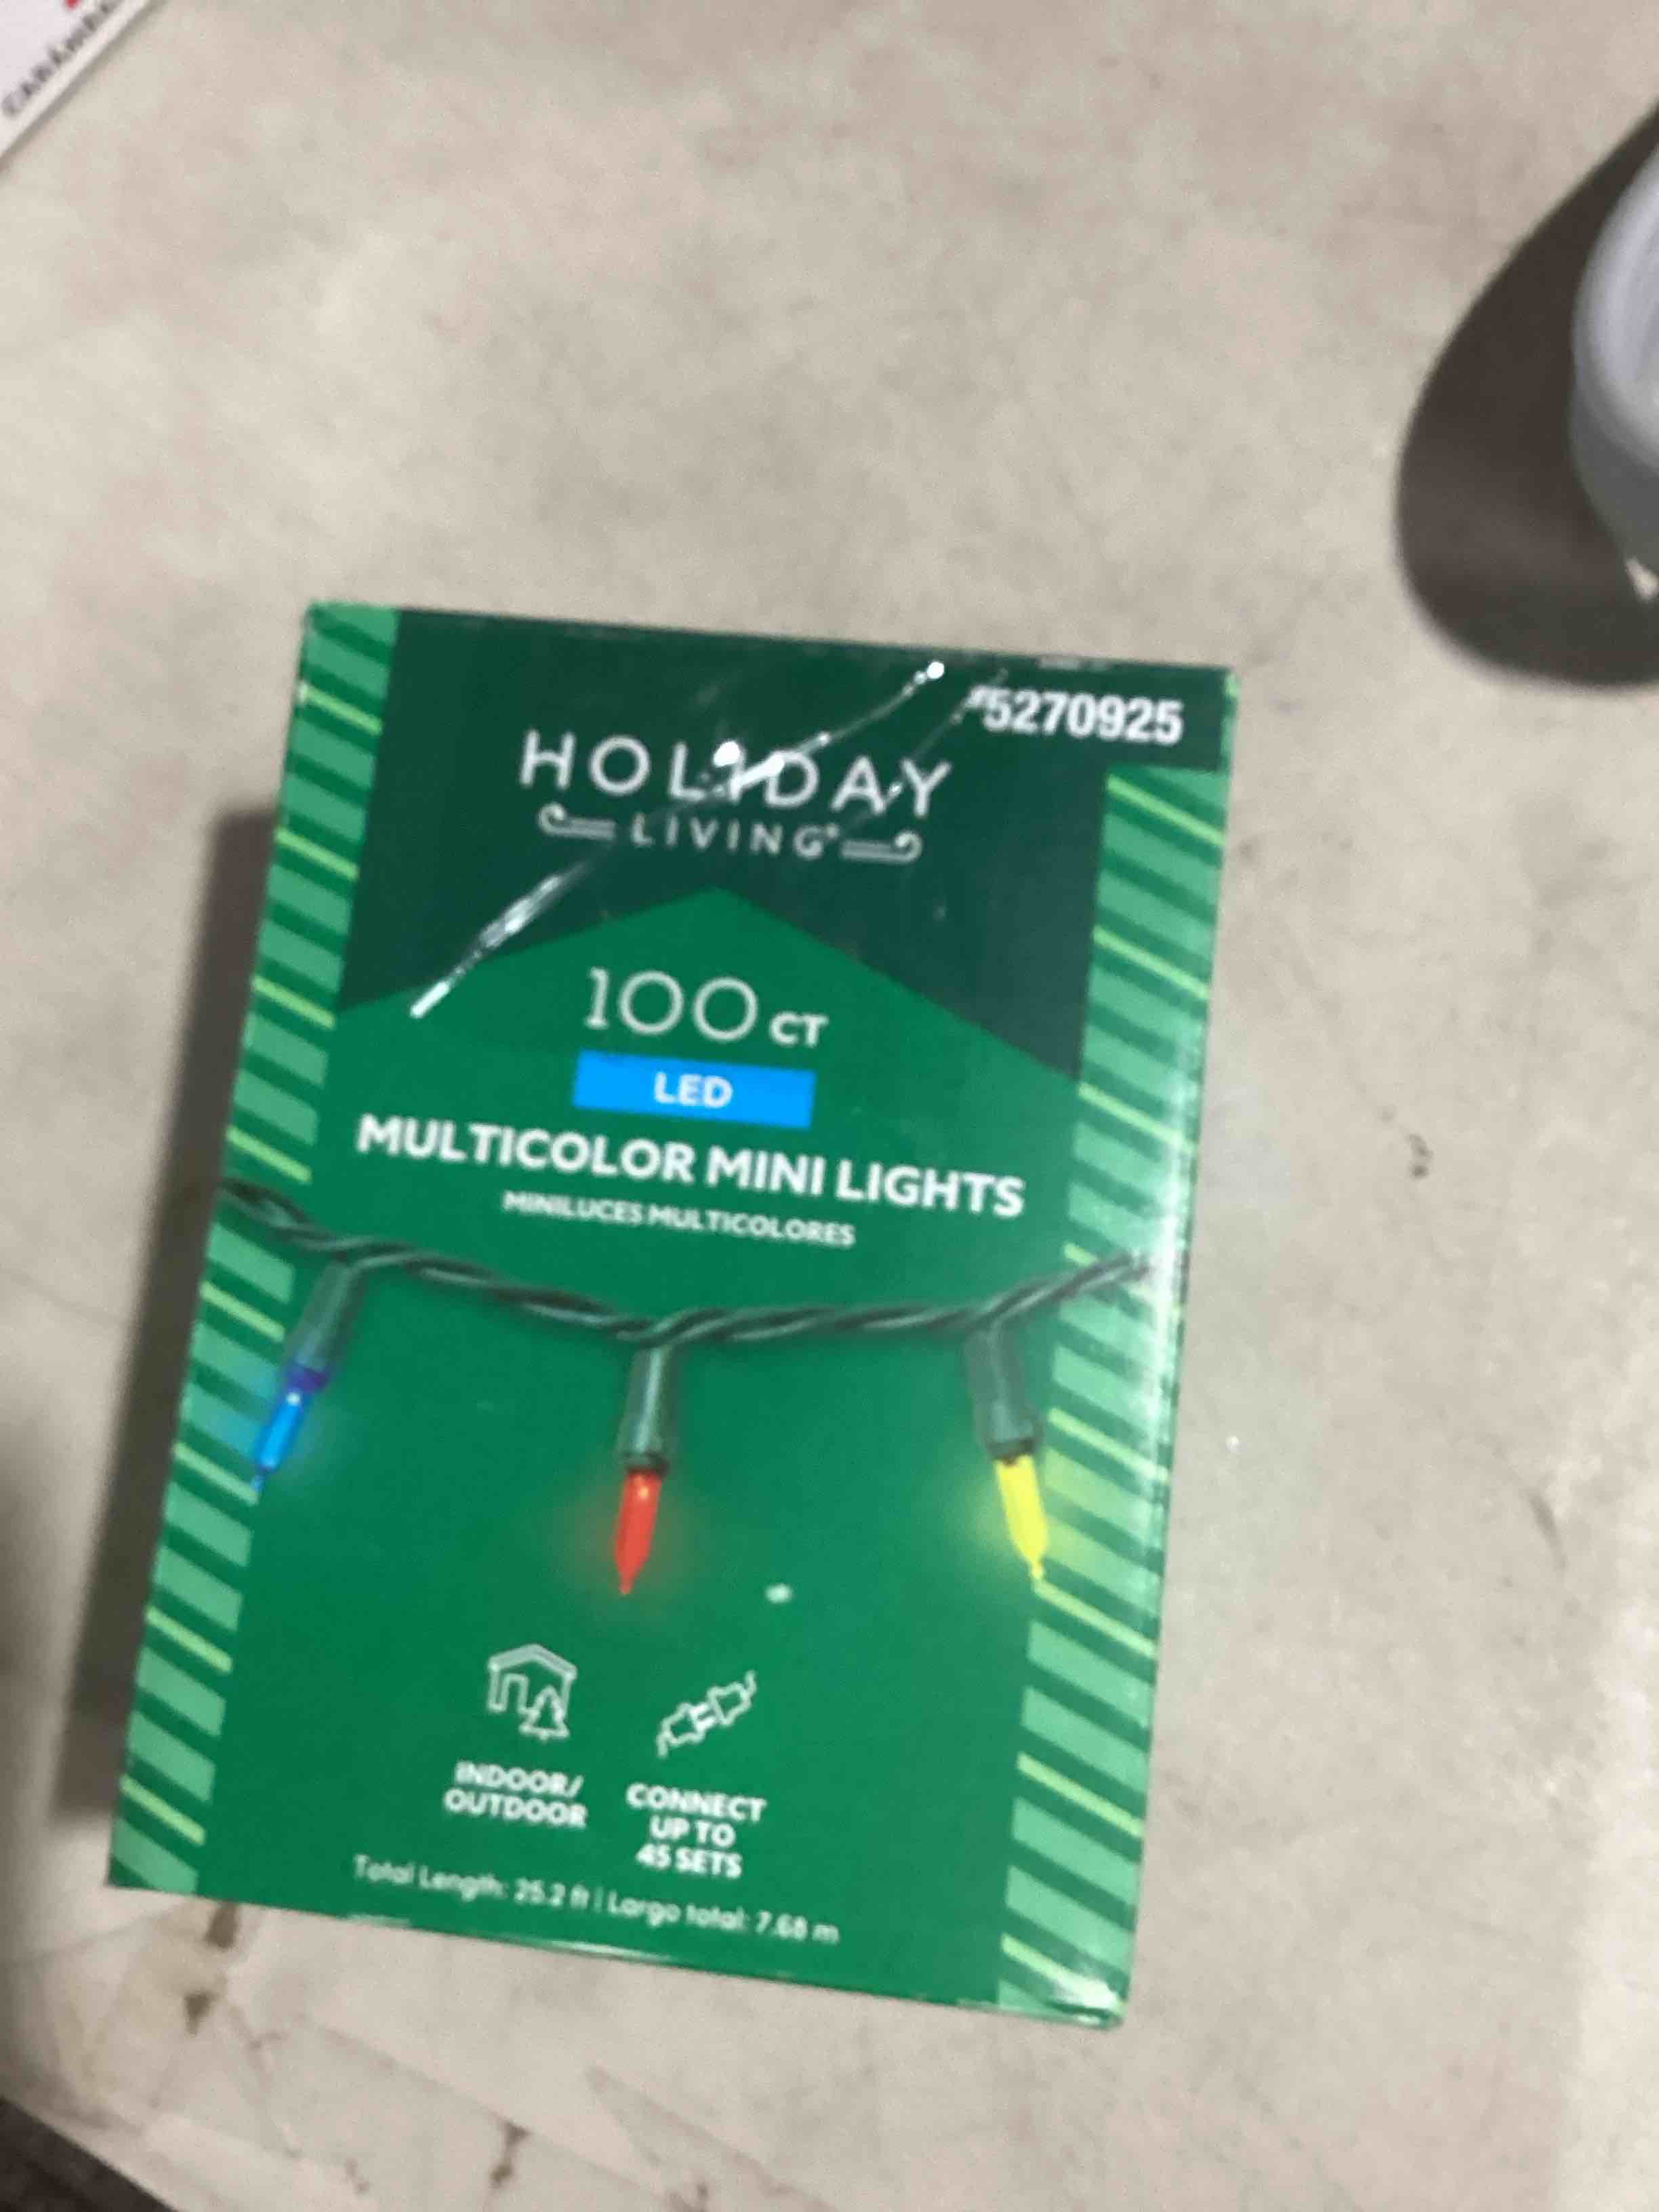 #5270925
HOLIDAY
LIVING®
100 CT
LED
MULTICOLOR MINI LIGHTS
MINILUCES MULTICOLORES
INDOOR/
OUTDOOR
CONNECT
UP TO
45 SETS
Total Length: 25.2 ft | Largo total: 7.68 m